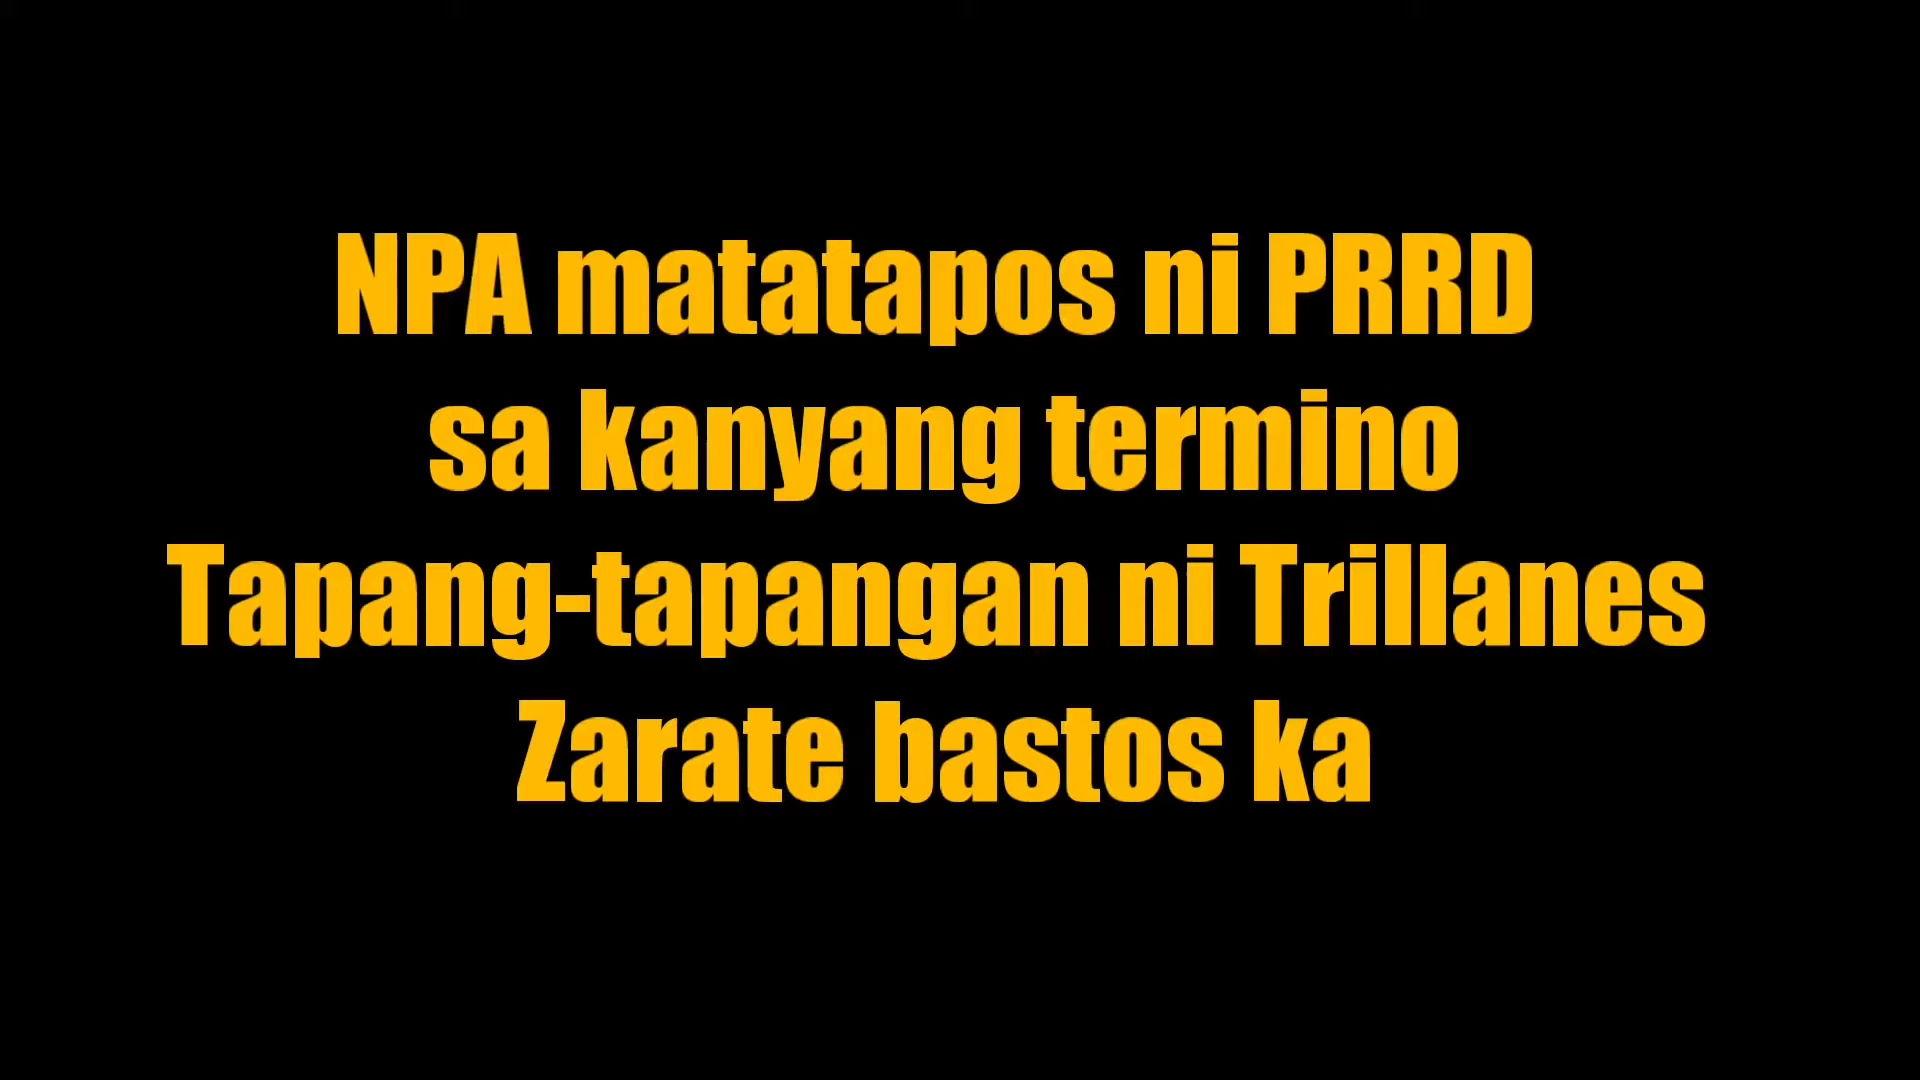 NPA matatapos ni PRRD
sa kanyang termino
Tapang-tapangan ni Trillanes
Zarate bastos ka